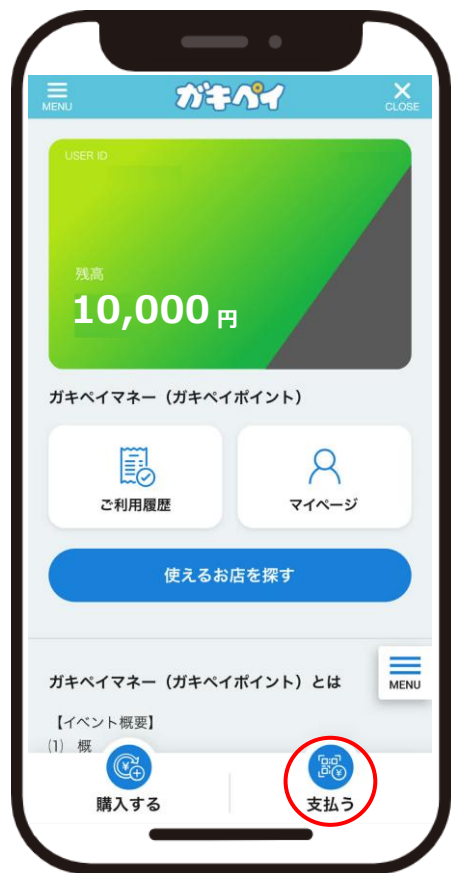 MENU
ガキペイ
CLOSE
USER ID
残高
10,000 円
ガキペイマネー（ガキペイポイント）
ご利用履歴
マイページ
使えるお店を探す
ガキペイマネー（ガキペイポイント）とは
MENU
【イベント概要】
(1) 概
購入する
支払う